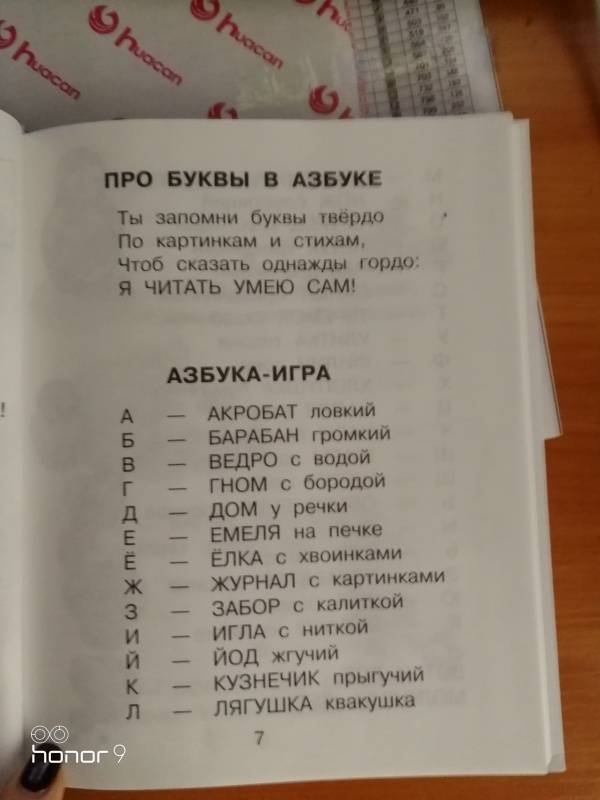 huacan
huacan
huacan
ПРО БУКВЫ В АЗБУКЕ
Ты запомни буквы твёрдо
По картинкам и стихам,
Чтоб сказать однажды гордо:
Я ЧИТАТЬ УМЕЮ САМ!
АЗБУКА-ИГРА
А — АКРОБАТ ловкий
Б — БАРАБАН громкий
В — ВЕДРО с водой
Г — ГНОМ с бородой
Д — ДОМ у речки
Е — ЕМЕЛЯ на печке
Ё — ЁЛКА с хвоинками
Ж — ЖУРНАЛ с картинками
З — ЗАБОР с калиткой
И — ИГЛА с ниткой
Й — ЙОД жгучий
К — КУЗНЕЧИК прыгучий
Л — ЛЯГУШКА квакушка
7
honor 9